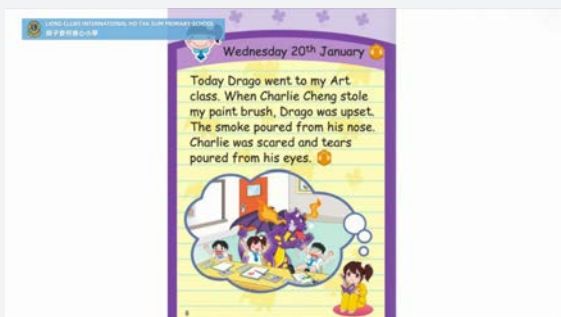 LIONS CLUBS INTERNATIONAL HO TAK SUM PRIMARY SCHOOL
獅子會何德心小學
Wednesday 20th January
Today Drago went to my Art
class. When Charlie Cheng stole
my paint brush, Drago was upset.
The smoke poured from his nose.
Charlie was scared and tears
poured from his eyes.
8